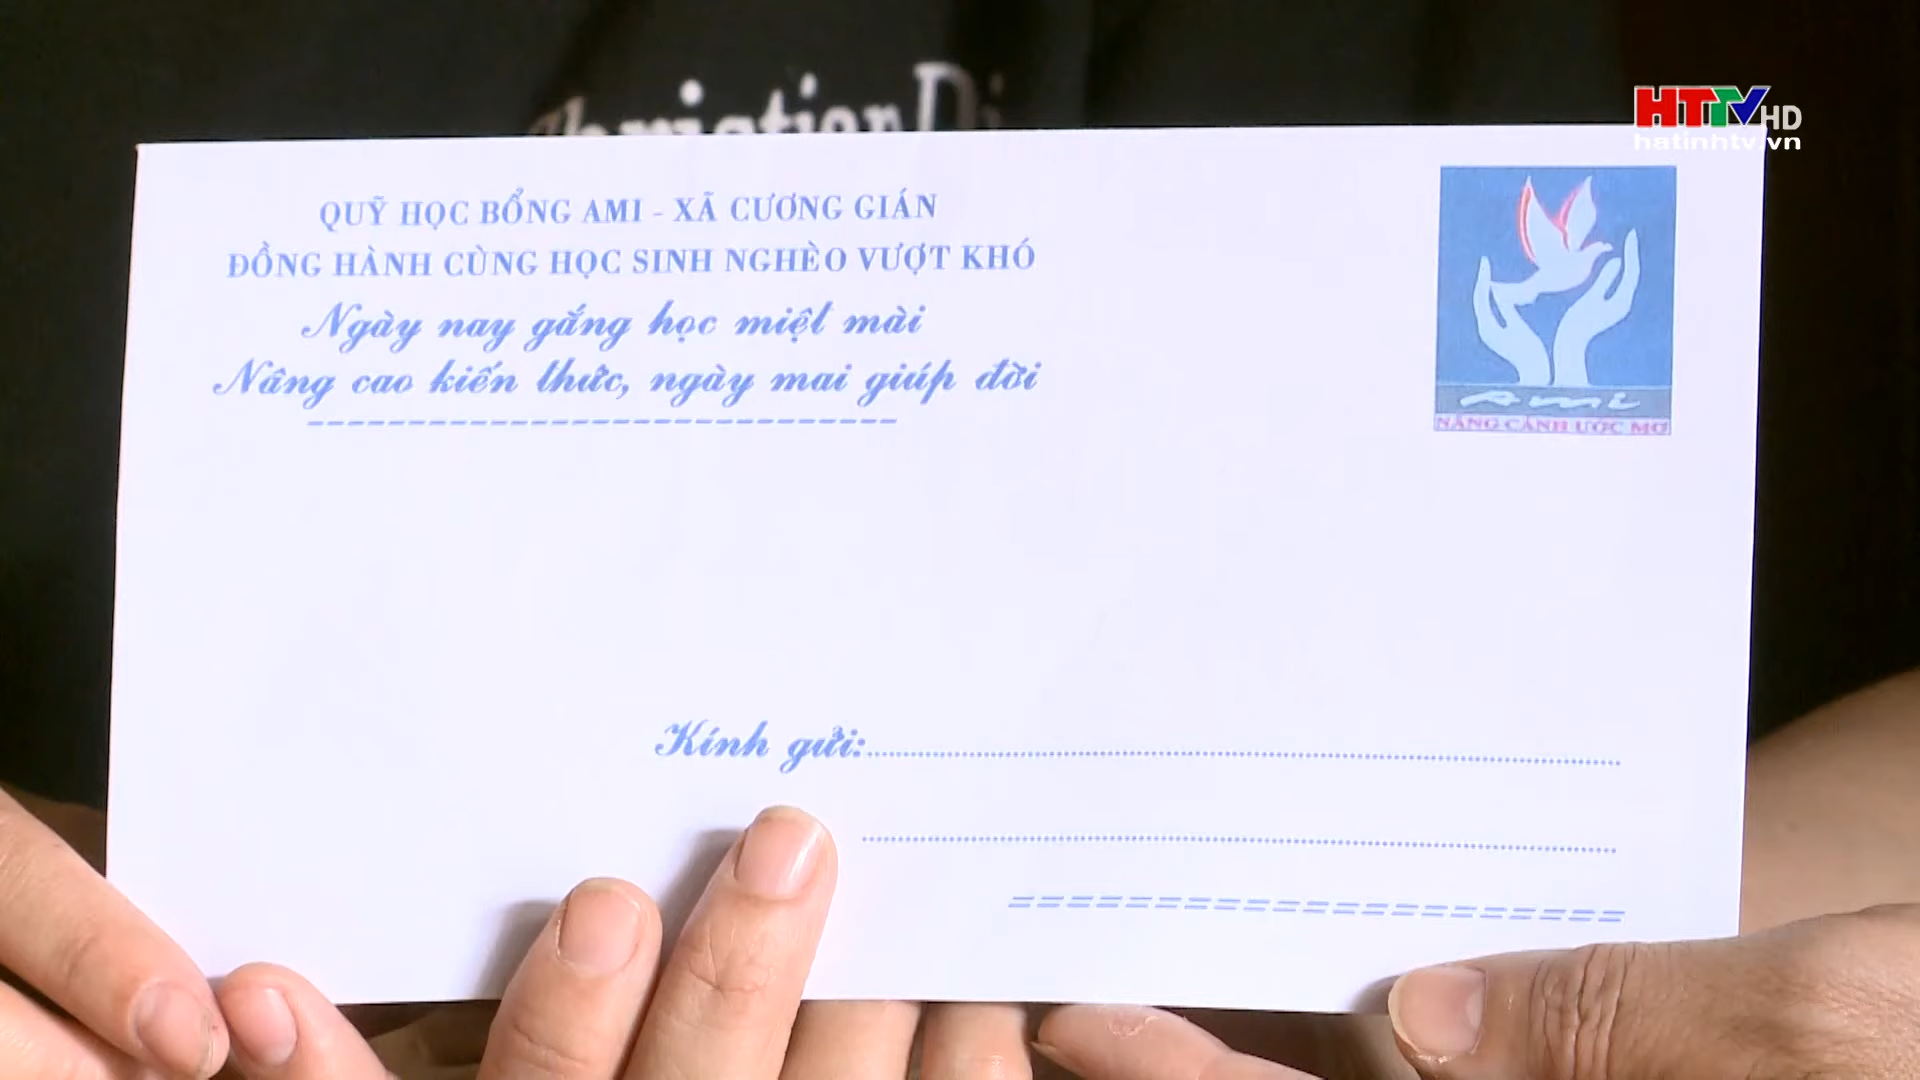 HTTV HD
hatinhtv.vn
QUỸ HỌC BỔNG AMI - XÃ CƯƠNG GIÁN
ĐỒNG HÀNH CÙNG HỌC SINH NGHÈO VƯỢT KHÓ
Ngày nay gắng học miệt mài
Nâng cao kiến thức, ngày mai giúp đời
Ami
NÂNG CÁNH ƯỚC MƠ
Kính gửi: